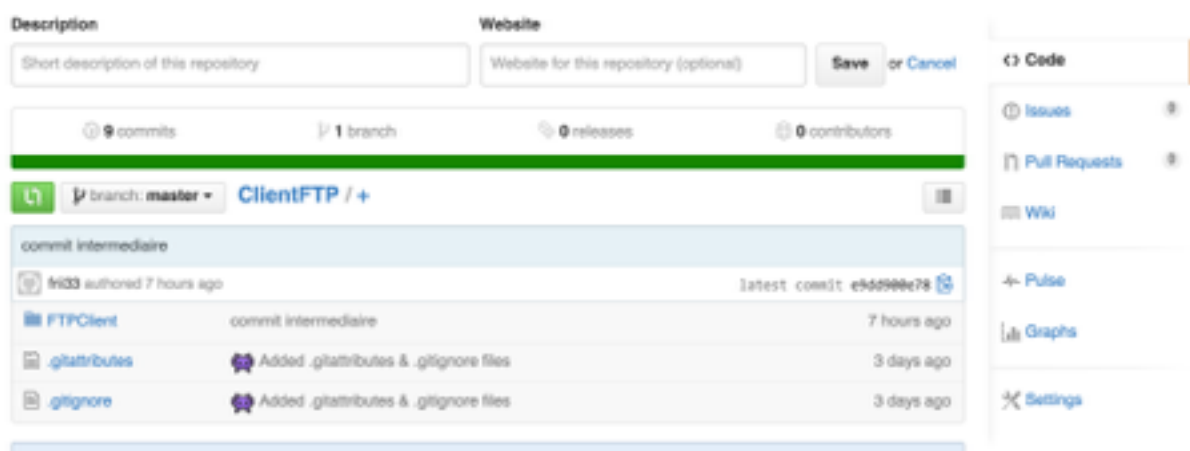 Description
Website
Short description of this repository
Website for this repository (optional)
Save
or Cancel
9 commits
1 branch
0 releases
0 contributors
branch: master
ClientFTP / +
commit intermediaire
frii33 authored 7 hours ago
latest commit
FTPClient
commit intermediaire
7 hours ago
.gitattributes
Added .gitattributes & .gitignore files
3 days ago
.gitignore
Added .gitattributes & .gitignore files
3 days ago
Code
Issues
0
Pull Requests
0
Wiki
Pulse
Graphs
Settings